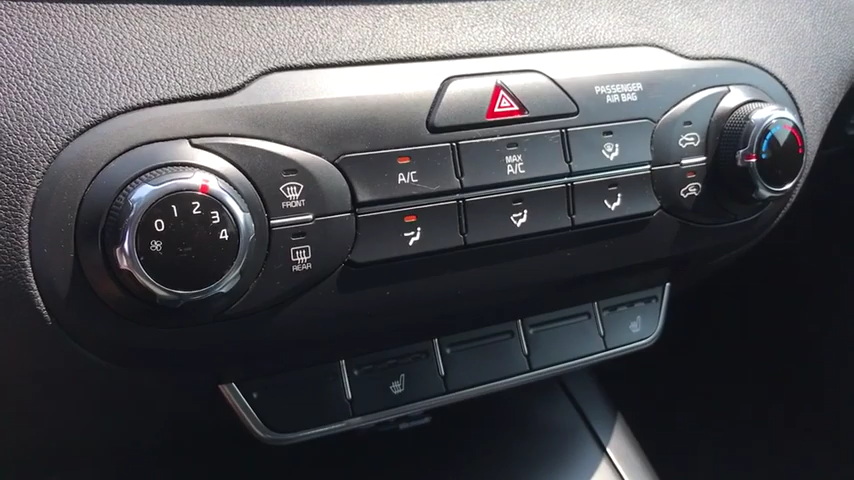 PASSENGER
AIR BAG
A/C
MAX
A/C
FRONT
REAR
0 1 2 3 4